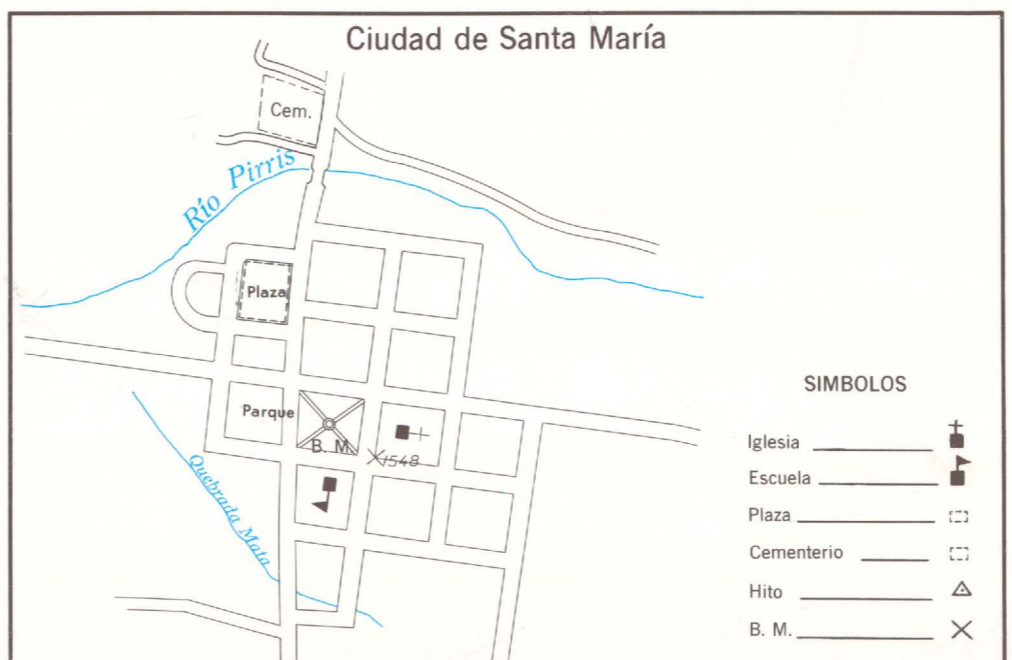 Ciudad de Santa María
Cem.
Río Pirris
Plaza
Parque
B. M.
1548
Quebrada Mata
SIMBOLOS
Iglesia
Escuela
Plaza
Cementerio
Hito
B. M.